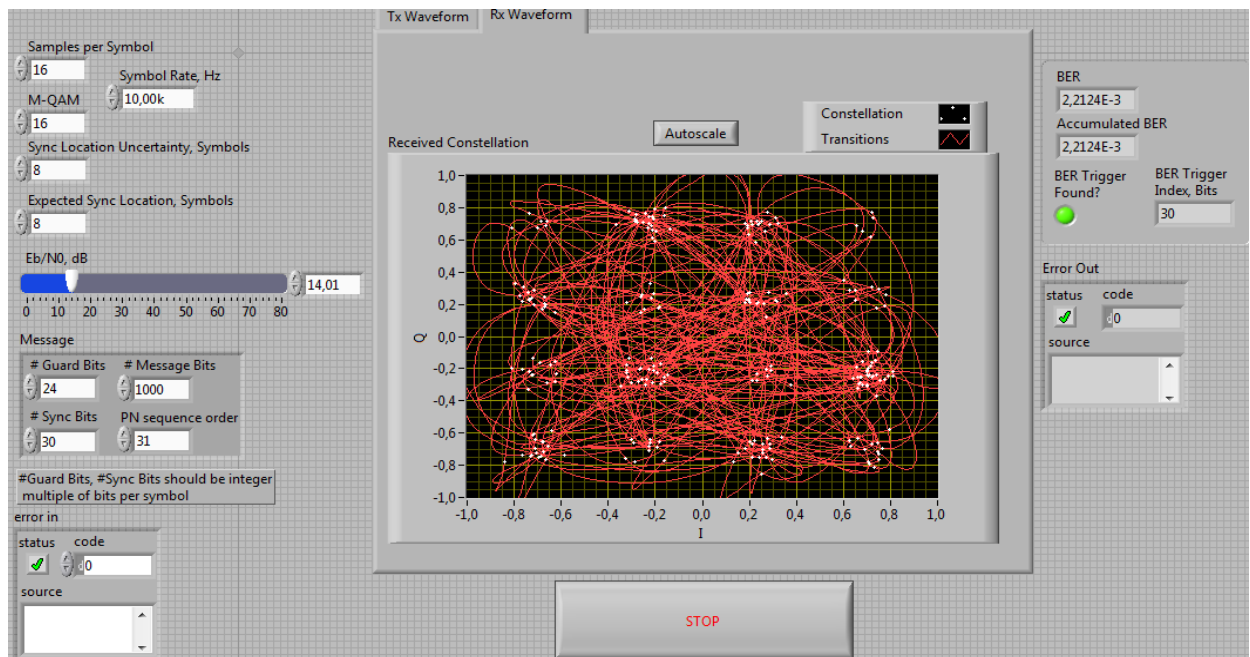 Tx Waveform
Rx Waveform
Samples per Symbol
16
Symbol Rate, Hz
10,00k
M-QAM
16
Sync Location Uncertainty, Symbols
8
Expected Sync Location, Symbols
8
Eb/N0, dB
14,01
0 10 20 30 40 50 60 70 80
Message
# Guard Bits
24
# Message Bits
1000
# Sync Bits
30
PN sequence order
31
#Guard Bits, #Sync Bits should be integer
multiple of bits per symbol
error in
status
code
d0
source
Received Constellation
Autoscale
Constellation
Transitions
1,0
0,8
0,6
0,4
0,2
0,0
-0,2
-0,4
-0,6
-0,8
-1,0
Q
-1,0 -0,8 -0,6 -0,4 -0,2 0,0 0,2 0,4 0,6 0,8 1,0
I
STOP
BER
2,2124E-3
Accumulated BER
2,2124E-3
BER Trigger
Found?
BER Trigger
Index, Bits
30
Error Out
status
code
d0
source